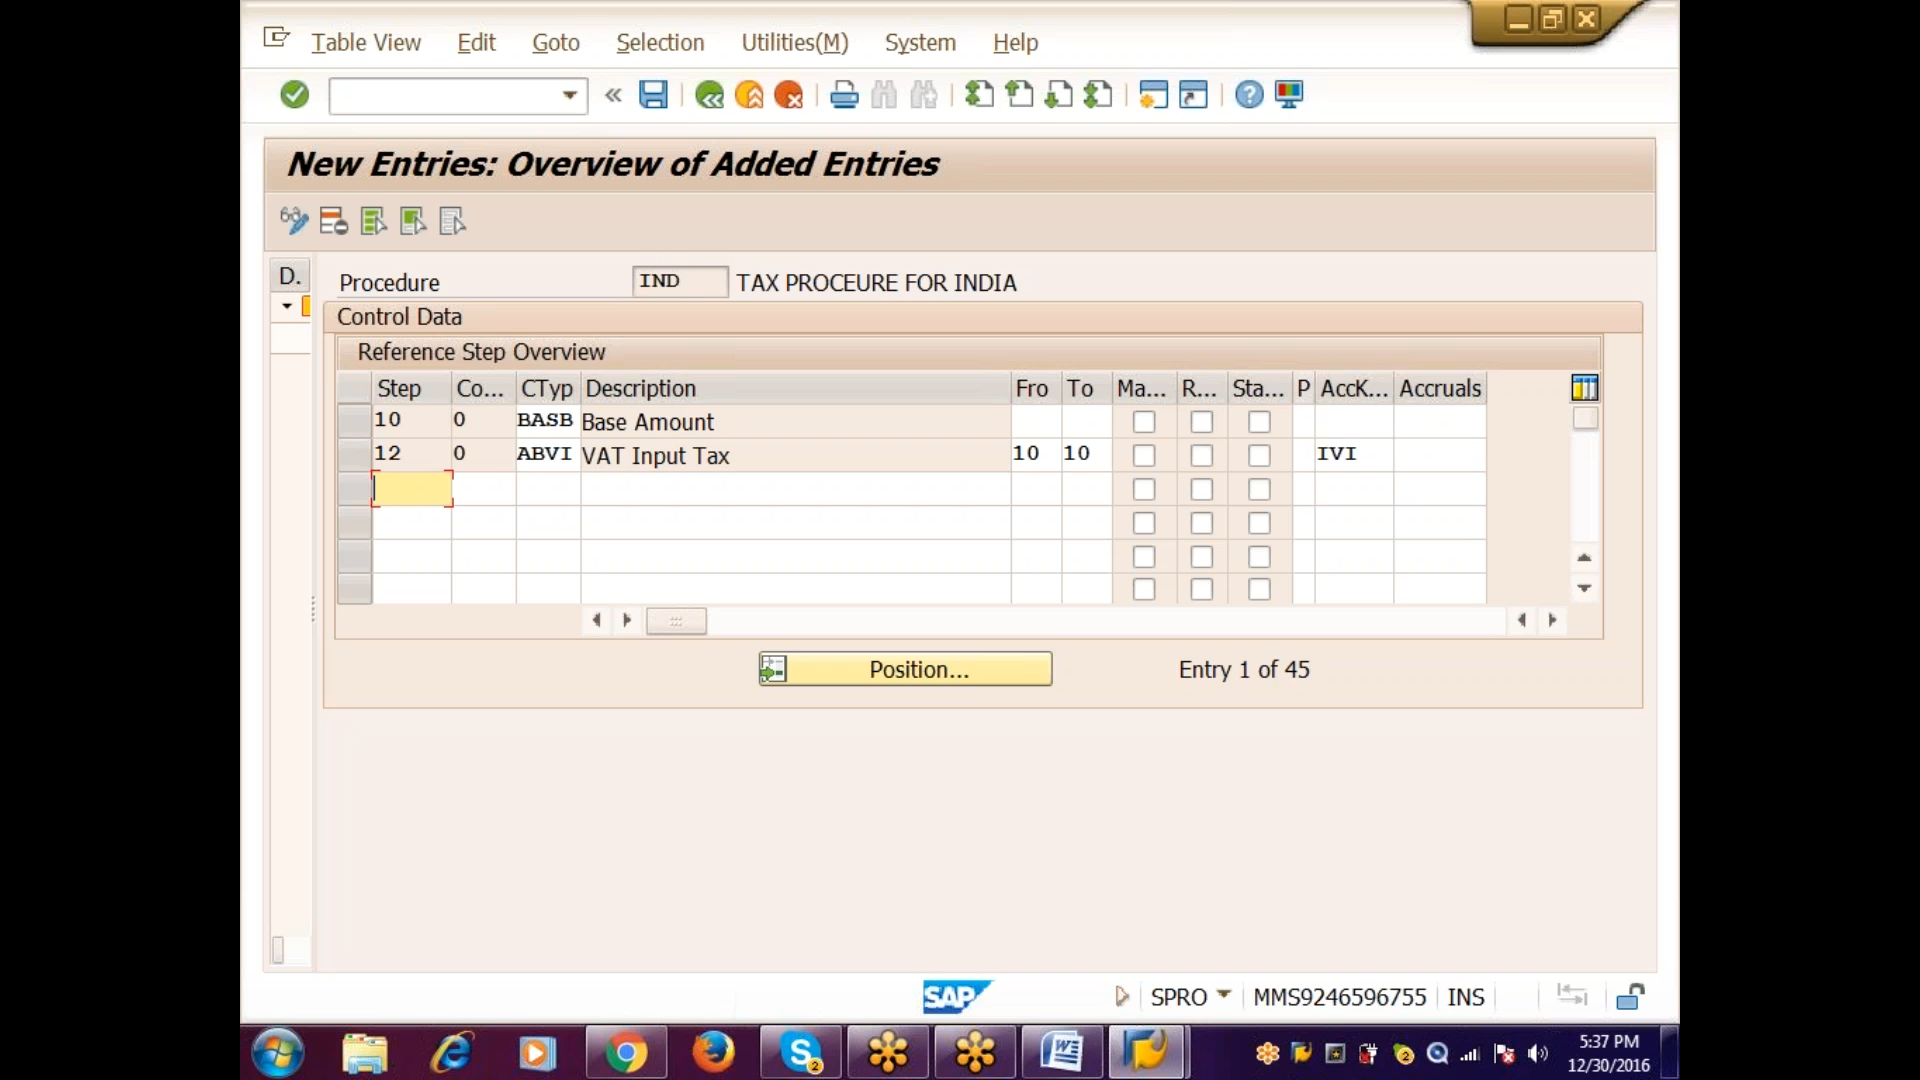 Table View Edit Goto Selection Utilities(M) System Help
New Entries: Overview of Added Entries
D.
Procedure IND TAX PROCEURE FOR INDIA
Control Data
Reference Step Overview
Step Co... CTyp Description Fro To Ma... R... Sta... P AccK... Accruals
10 0 BASB Base Amount
12 0 ABVI VAT Input Tax 10 10 IVI
Position... Entry 1 of 45
SAP SPRO MMS9246596755 INS
5:37 PM
12/30/2016